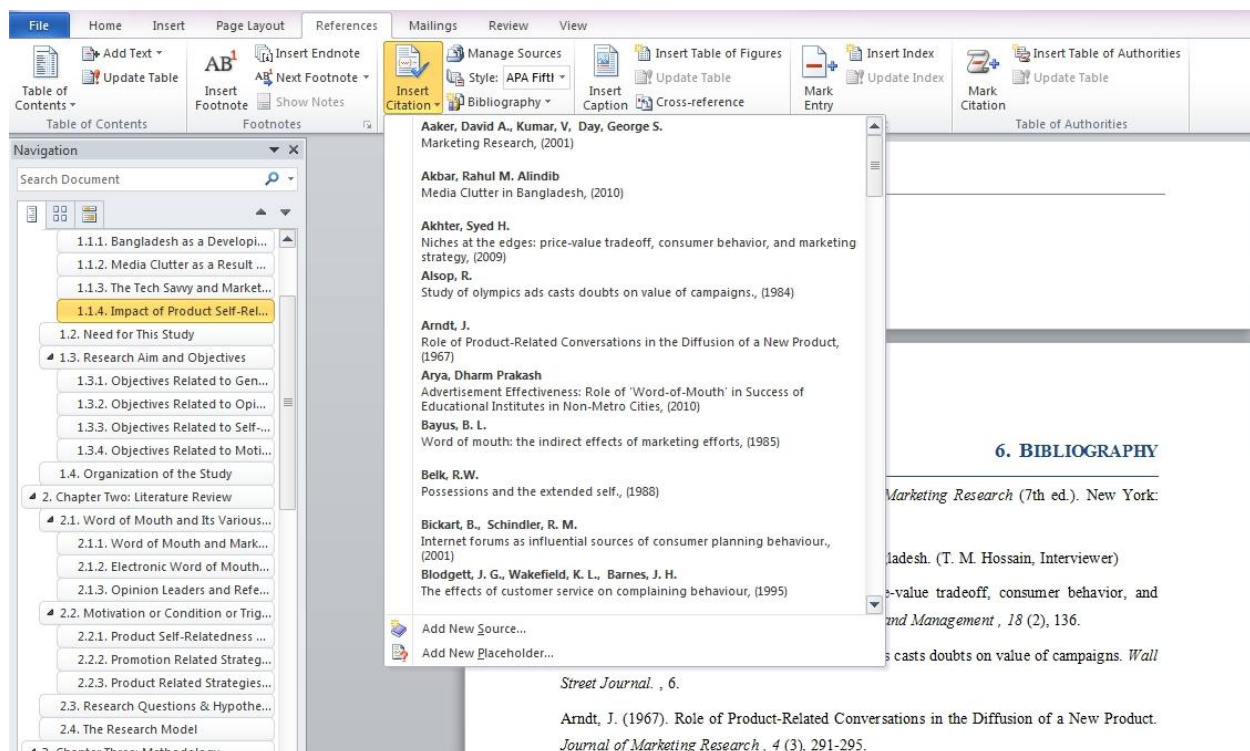 File Home Insert Page Layout References Mailings Review View
Table of Contents
Add Text
Update Table
Table of Contents
AB1 Insert Footnote
Insert Endnote
AB1 Next Footnote
Show Notes
Footnotes
Insert Citation
Manage Sources
Style: APA Fifth
Bibliography
Insert Caption
Insert Table of Figures
Update Table
Cross-reference
Mark Entry
Insert Index
Update Index
Mark Citation
Insert Table of Authorities
Update Table
Table of Authorities
Navigation
Search Document
1.1.1. Bangladesh as a Developi...
1.1.2. Media Clutter as a Result ...
1.1.3. The Tech Savvy and Market...
1.1.4. Impact of Product Self-Rel...
1.2. Need for This Study
1.3. Research Aim and Objectives
1.3.1. Objectives Related to Gen...
1.3.2. Objectives Related to Opi...
1.3.3. Objectives Related to Self-...
1.3.4. Objectives Related to Moti...
1.4. Organization of the Study
2. Chapter Two: Literature Review
2.1. Word of Mouth and Its Various...
2.1.1. Word of Mouth and Mark...
2.1.2. Electronic Word of Mouth...
2.1.3. Opinion Leaders and Refe...
2.2. Motivation or Condition or Trig...
2.2.1. Product Self-Relatedness ...
2.2.2. Promotion Related Strateg...
2.2.3. Product Related Strategies...
2.3. Research Questions & Hypothe...
2.4. The Research Model
Aaker, David A., Kumar, V, Day, George S.
Marketing Research, (2001)
Akbar, Rahul M. Alindib
Media Clutter in Bangladesh, (2010)
Akhter, Syed H.
Niches at the edges: price-value tradeoff, consumer behavior, and marketing
strategy, (2009)
Alsop, R.
Study of olympics ads casts doubts on value of campaigns., (1984)
Arndt, J.
Role of Product-Related Conversations in the Diffusion of a New Product,
(1967)
Arya, Dharm Prakash
Advertisement Effectiveness: Role of 'Word-of-Mouth' in Success of
Educational Institutes in Non-Metro Cities, (2010)
Bayus, B. L.
Word of mouth: the indirect effects of marketing efforts, (1985)
Belk, R.W.
Possessions and the extended self., (1988)
Bickart, B., Schindler, R. M.
Internet forums as influential sources of consumer planning behaviour.,
(2001)
Blodgett, J. G., Wakefield, K. L., Barnes, J. H.
The effects of customer service on complaining behaviour, (1995)
Add New Source...
Add New Placeholder...
6. BIBLIOGRAPHY
Marketing Research (7th ed.). New York:
ladesh. (T. M. Hossain, Interviewer)
e-value tradeoff, consumer behavior, and
and Management , 18 (2), 136.
s casts doubts on value of campaigns. Wall
Street Journal. , 6.
Arndt, J. (1967). Role of Product-Related Conversations in the Diffusion of a New Product.
Journal of Marketing Research , 4 (3), 291-295.